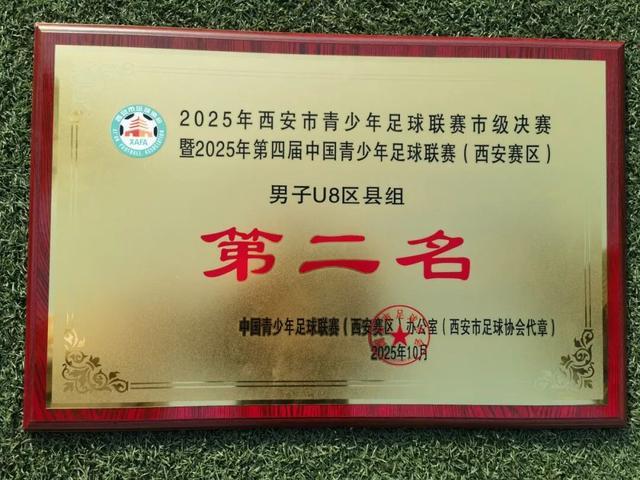 2025年西安市青少年足球联赛市级决赛
暨2025年第四届中国青少年足球联赛（西安赛区）
男子U8区县组
第二名
中国青少年足球联赛（西安赛区）办公室（西安市足球协会代章）
2025年10月
XAFA